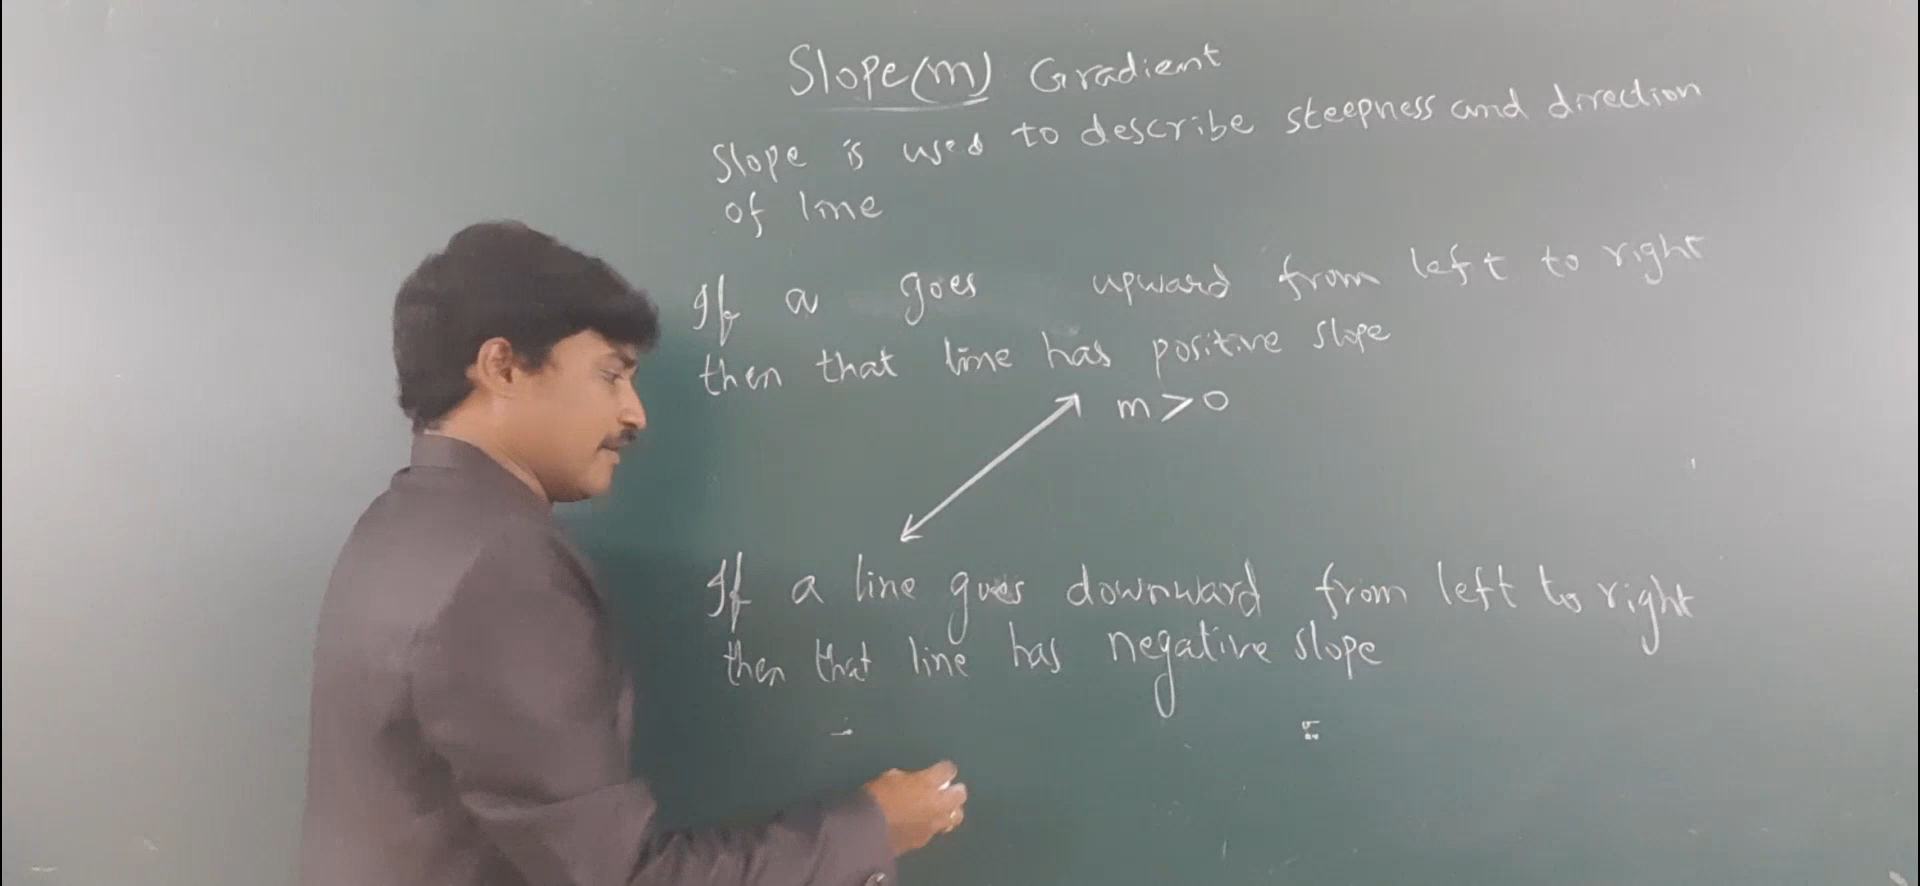 Slope(m) Gradient
Slope is used to describe steepness and direction
of line
If a goes upward from left to right
then that line has positive slope
m > 0
If a line goes downward from left to right
then that line has negative slope